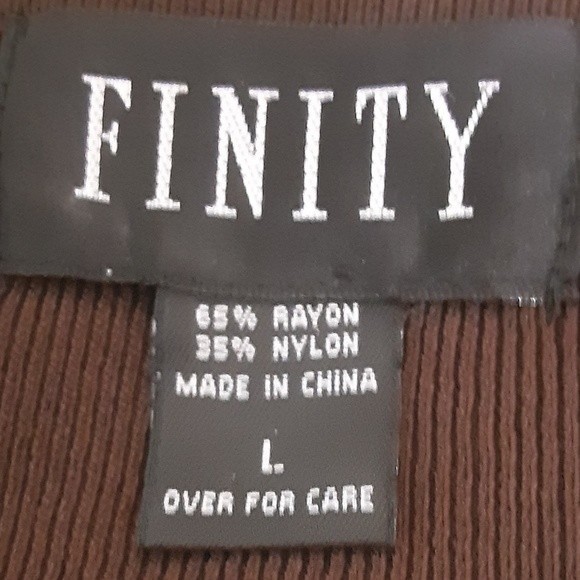 FINITY
65% RAYON
35% NYLON
MADE IN CHINA
L
OVER FOR CARE